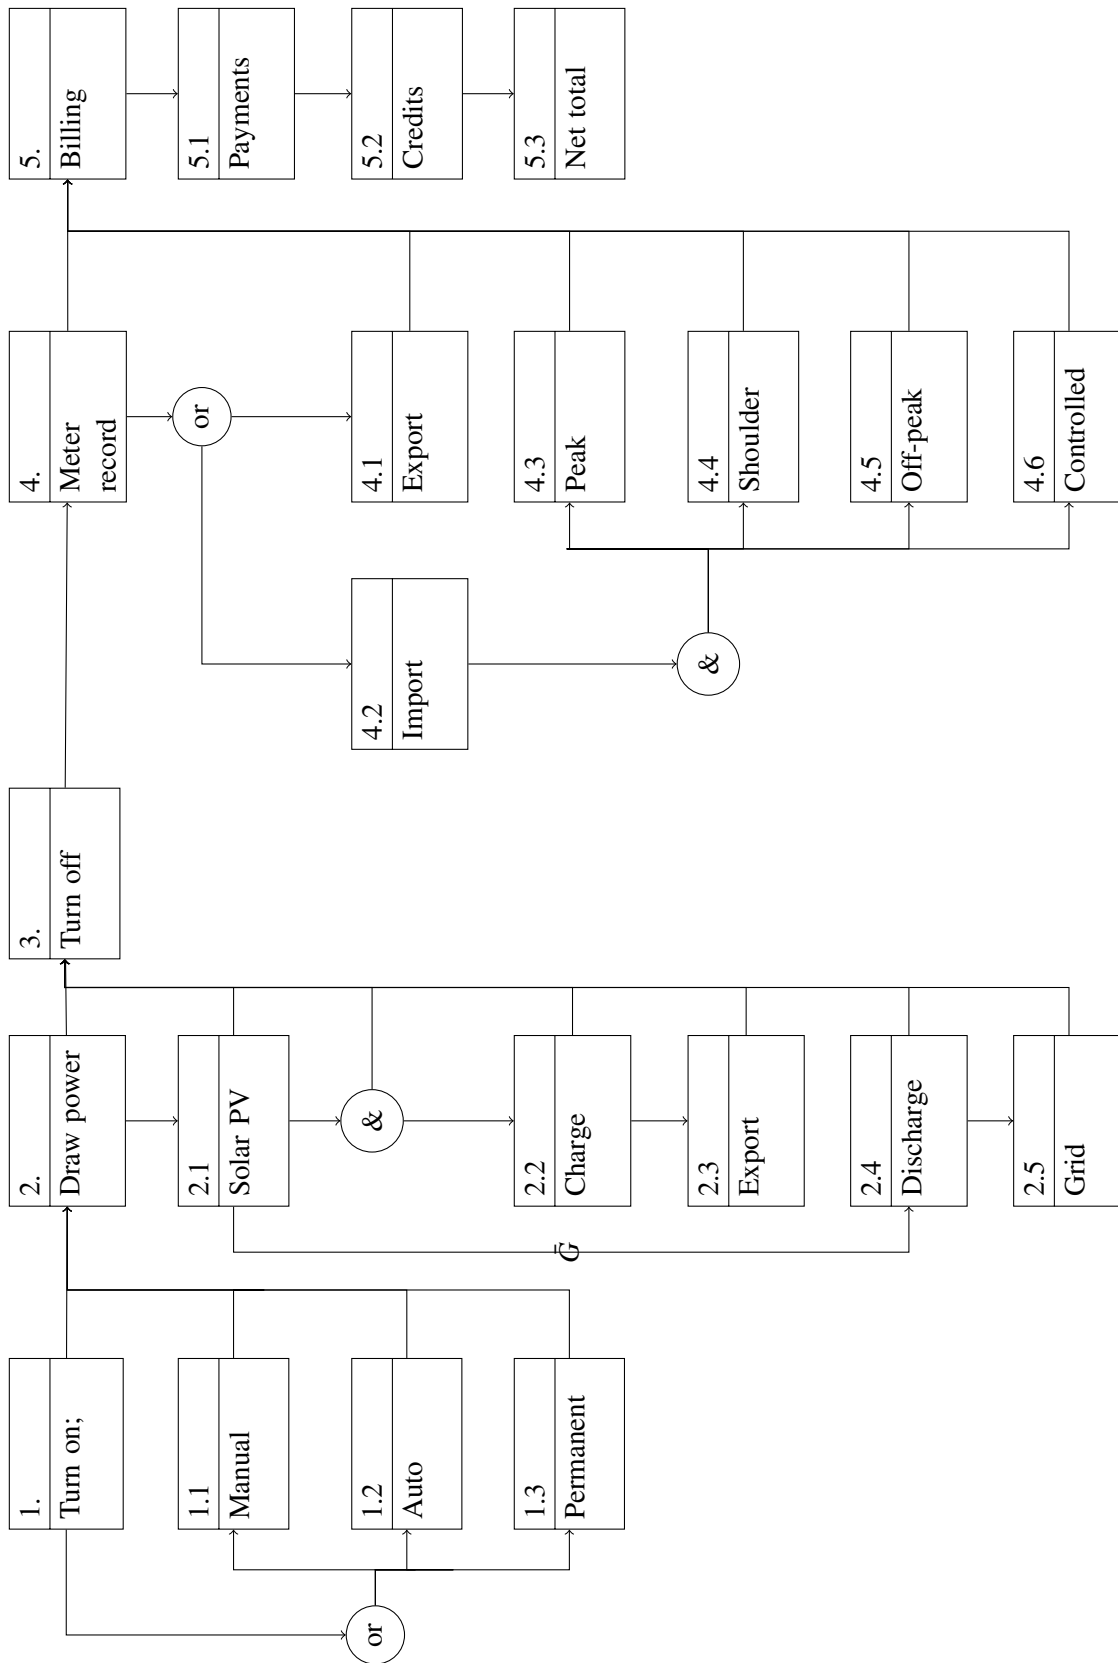 1.
Turn on;
or
1.1
Manual
1.2
Auto
1.3
Permanent
2.
Draw power
2.1
Solar PV
&
2.2
Charge
2.3
Export
2.4
Discharge
2.5
Grid
Ḡ
3.
Turn off
4.
Meter
record
or
4.1
Export
4.2
Import
&
4.3
Peak
4.4
Shoulder
4.5
Off-peak
4.6
Controlled
5.
Billing
5.1
Payments
5.2
Credits
5.3
Net total